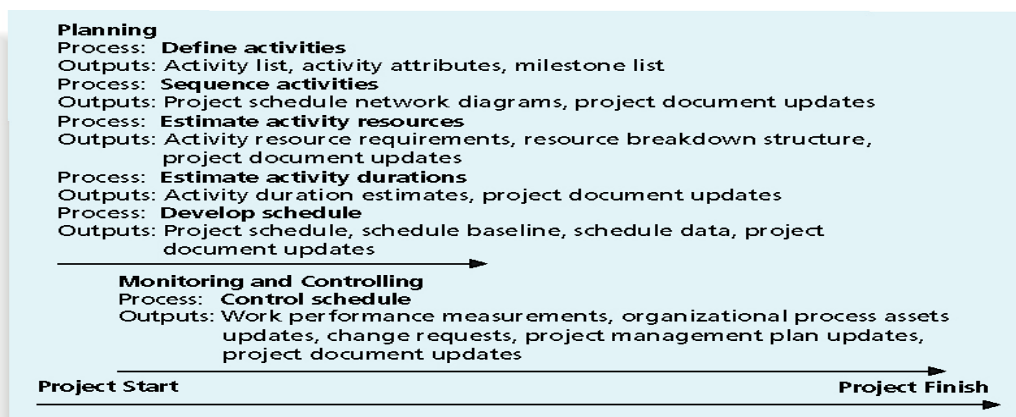 Planning
Process: Define activities
Outputs: Activity list, activity attributes, milestone list
Process: Sequence activities
Outputs: Project schedule network diagrams, project document updates
Process: Estimate activity resources
Outputs: Activity resource requirements, resource breakdown structure,
project document updates
Process: Estimate activity durations
Outputs: Activity duration estimates, project document updates
Process: Develop schedule
Outputs: Project schedule, schedule baseline, schedule data, project
document updates
Monitoring and Controlling
Process: Control schedule
Outputs: Work performance measurements, organizational process assets
updates, change requests, project management plan updates,
project document updates
Project Start Project Finish